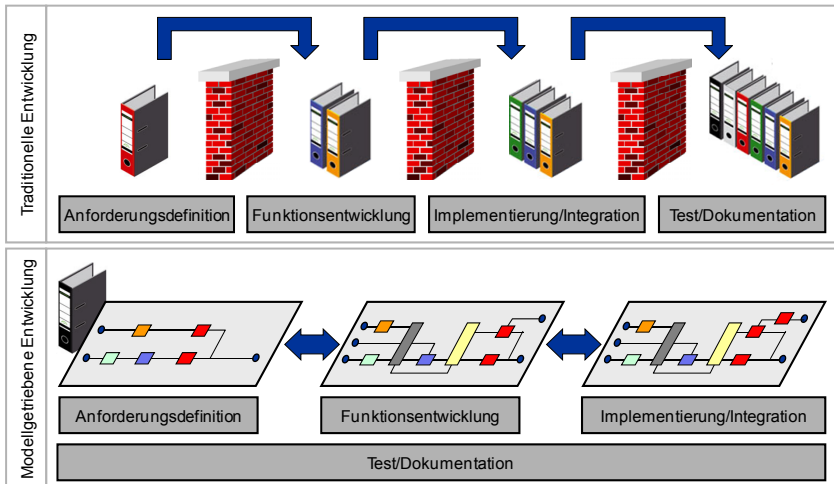 Traditionelle Entwicklung
Anforderungsdefinition
Funktionsentwicklung
Implementierung/Integration
Test/Dokumentation
Modellgetriebene Entwicklung
Anforderungsdefinition
Funktionsentwicklung
Implementierung/Integration
Test/Dokumentation